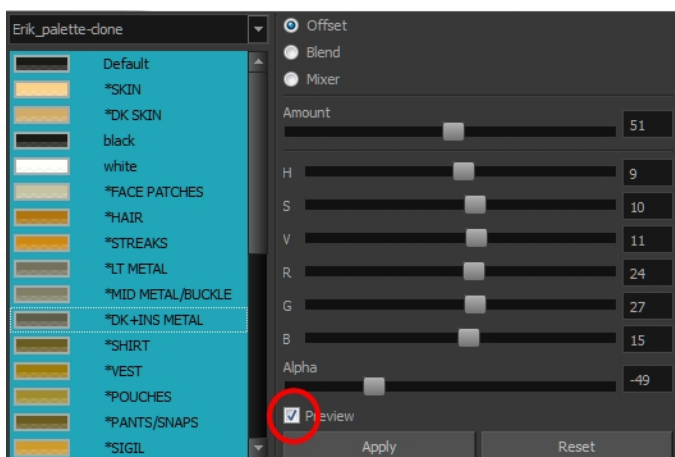 Erik_palette-clone
Default
*SKIN
*DK SKIN
black
white
*FACE PATCHES
*HAIR
*STREAKS
*LT METAL
*MID METAL/BUCKLE
*DK+INS METAL
*SHIRT
*VEST
*POUCHES
*PANTS/SNAPS
*SIGIL
Offset
Blend
Mixer
Amount
51
H 9
S 10
V 11
R 24
G 27
B 15
Alpha
-49
Preview
Apply Reset